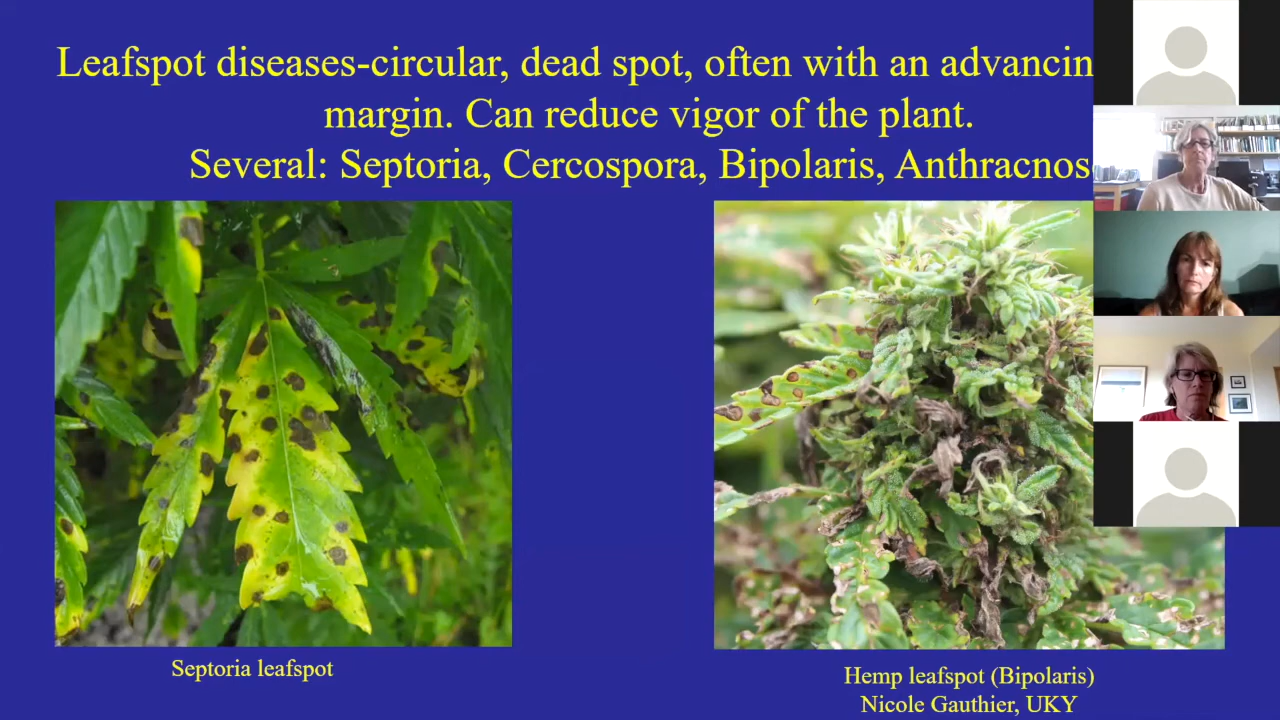 Leafspot diseases-circular, dead spot, often with an advancin
margin. Can reduce vigor of the plant.
Several: Septoria, Cercospora, Bipolaris, Anthracnos
Septoria leafspot
Hemp leafspot (Bipolaris)
Nicole Gauthier, UKY